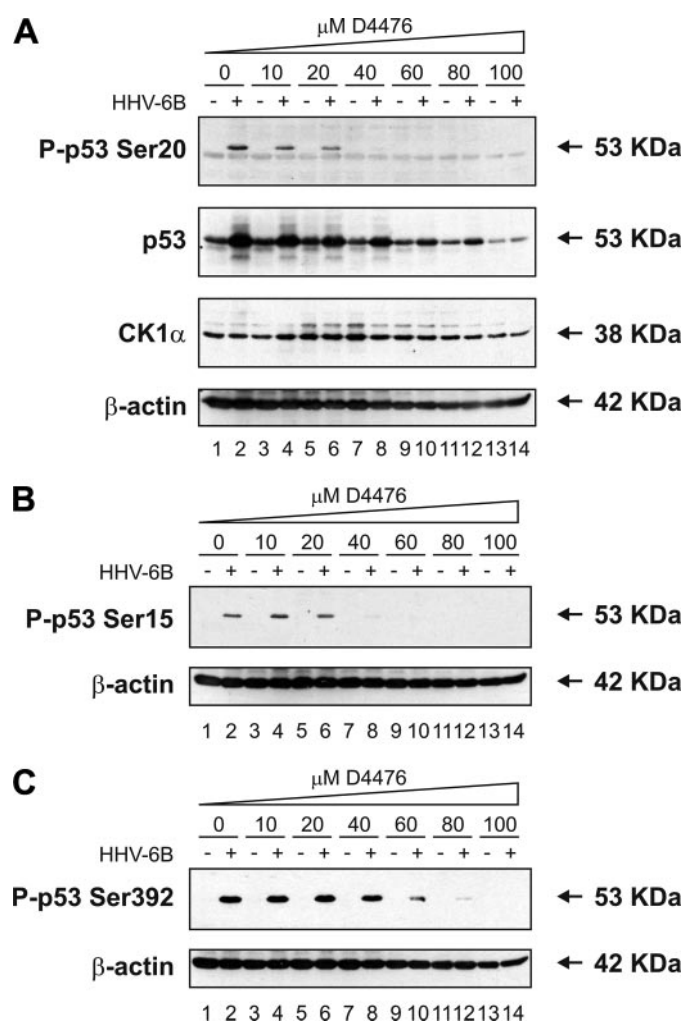 A
μM D4476
0 10 20 40 60 80 100
HHV-6B - + - + - + - + - + - + - +
P-p53 Ser20 ← 53 KDa
p53 ← 53 KDa
CK1α ← 38 KDa
β-actin ← 42 KDa
1 2 3 4 5 6 7 8 9 10 11 12 13 14
B
μM D4476
0 10 20 40 60 80 100
HHV-6B - + - + - + - + - + - + - +
P-p53 Ser15 ← 53 KDa
β-actin ← 42 KDa
1 2 3 4 5 6 7 8 9 10 11 12 13 14
C
μM D4476
0 10 20 40 60 80 100
HHV-6B - + - + - + - + - + - + - +
P-p53 Ser392 ← 53 KDa
β-actin ← 42 KDa
1 2 3 4 5 6 7 8 9 10 11 12 13 14